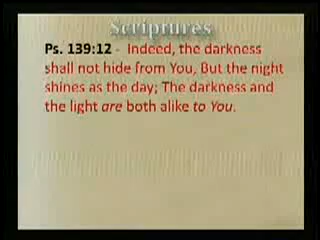 Scriptures
Ps. 139:12 - Indeed, the darkness
shall not hide from You, But the night
shines as the day; The darkness and
the light are both alike to You.